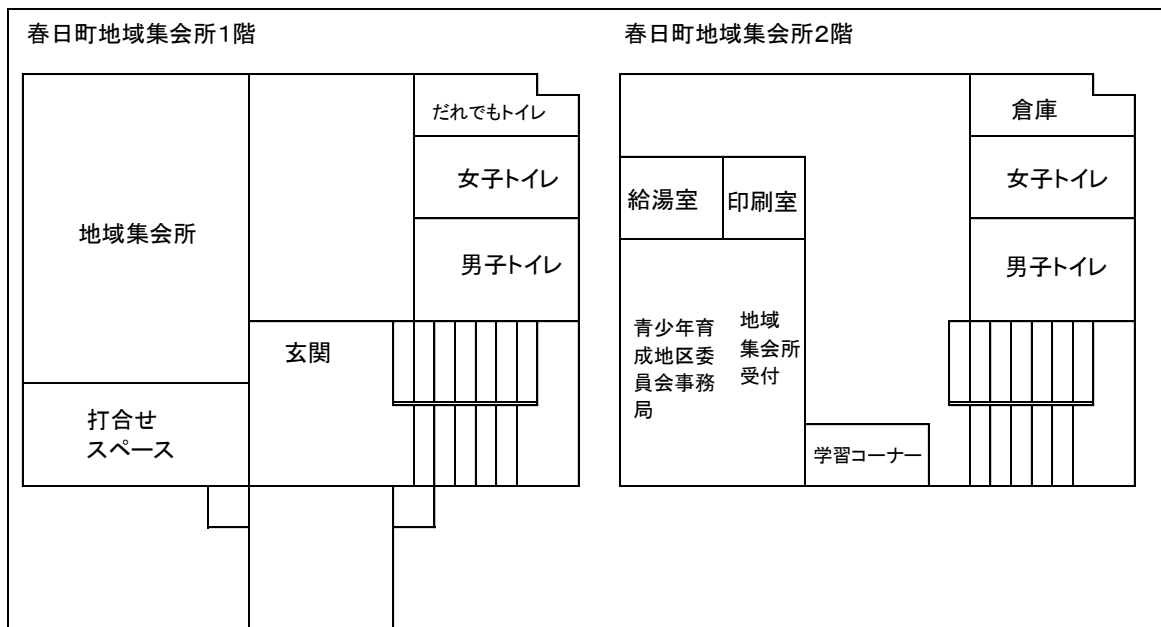 春日町地域集会所1階
だれでもトイレ
女子トイレ
地域集会所
男子トイレ
玄関
打合せ
スペース
春日町地域集会所2階
倉庫
給湯室
印刷室
女子トイレ
男子トイレ
青少年育
成地区委
員会事務
局
地域
集会所
受付
学習コーナー